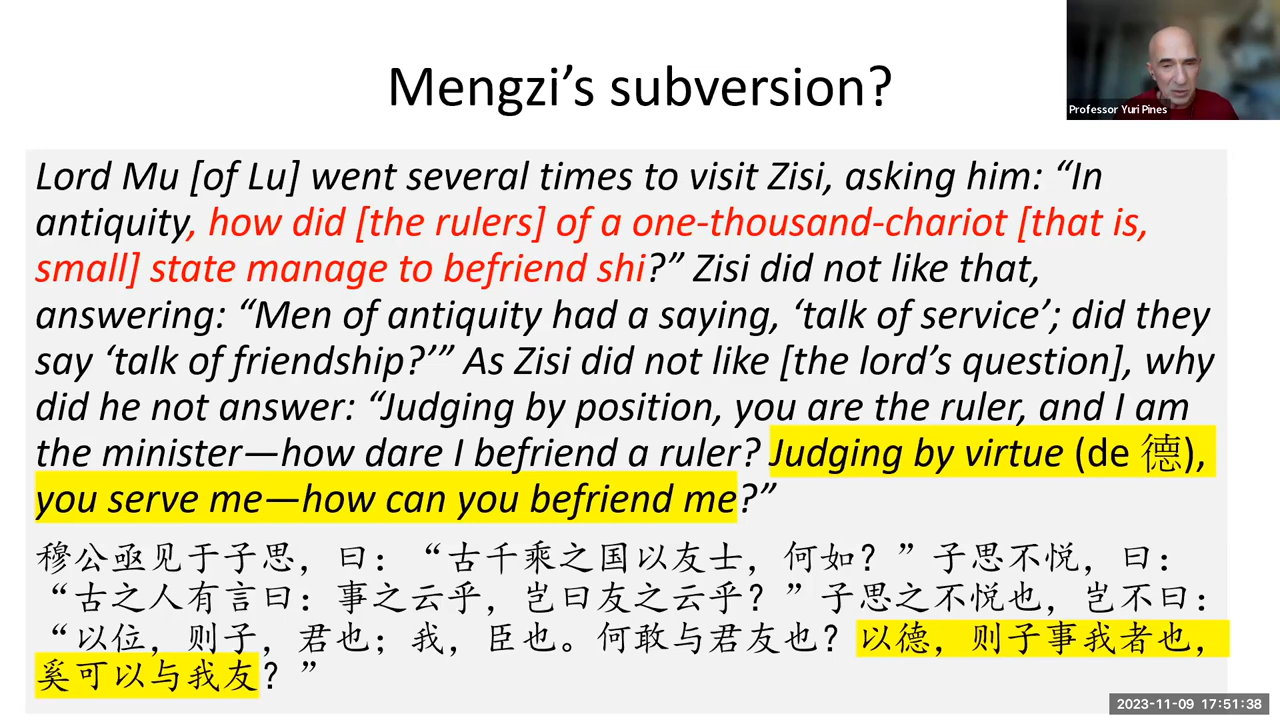 Mengzi’s subversion?
Professor Yuri Pines
Lord Mu [of Lu] went several times to visit Zisi, asking him: “In
antiquity, how did [the rulers] of a one-thousand-chariot [that is,
small] state manage to befriend shi?” Zisi did not like that,
answering: “Men of antiquity had a saying, ‘talk of service’; did they
say ‘talk of friendship?’” As Zisi did not like [the lord’s question], why
did he not answer: “Judging by position, you are the ruler, and I am
the minister—how dare I befriend a ruler? Judging by virtue (de 德),
you serve me—how can you befriend me?”
穆公亟见于子思，曰：“古千乘之国以友士，何如？”子思不悦，曰：
“古之人有言曰：事之云乎，岂曰友之云乎？”子思之不悦也，岂不曰：
“以位，则子，君也；我，臣也。何敢与君友也？以德，则子事我者也，
奚可以与我友？”
2023-11-09 17:51:38